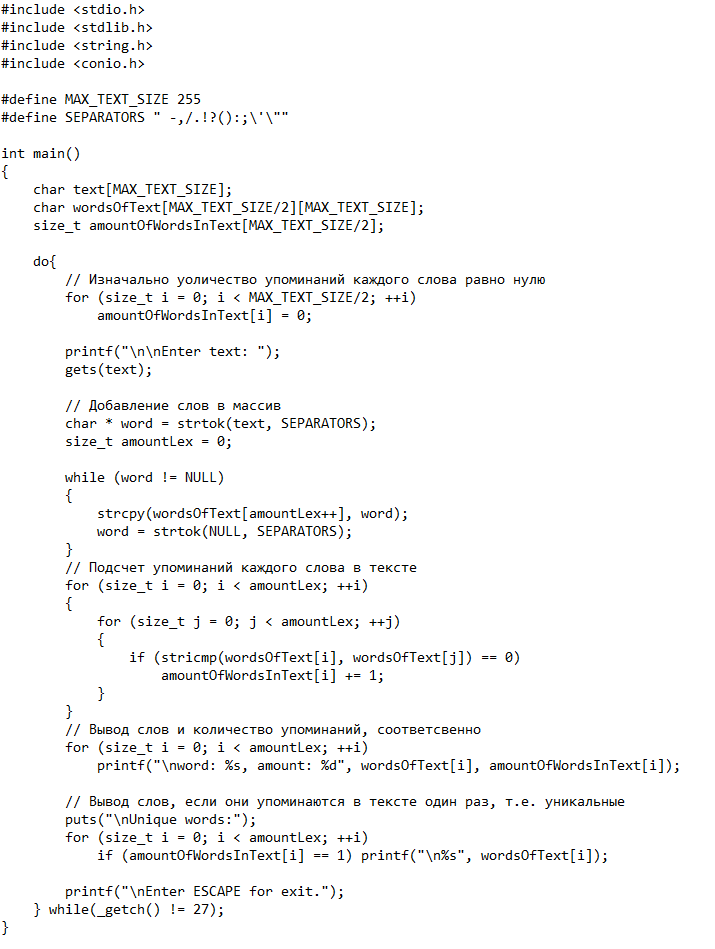 #include <stdio.h>
#include <stdlib.h>
#include <string.h>
#include <conio.h>

#define MAX_TEXT_SIZE 255
#define SEPARATORS " -,/.!?():;\'\""

int main()
{
    char text[MAX_TEXT_SIZE];
    char wordsOfText[MAX_TEXT_SIZE/2][MAX_TEXT_SIZE];
    size_t amountOfWordsInText[MAX_TEXT_SIZE/2];

    do{
        // Изначально уоличество упоминаний каждого слова равно нулю
        for (size_t i = 0; i < MAX_TEXT_SIZE/2; ++i)
            amountOfWordsInText[i] = 0;

        printf("\n\nEnter text: ");
        gets(text);

        // Добавление слов в массив
        char * word = strtok(text, SEPARATORS);
        size_t amountLex = 0;

        while (word != NULL)
        {
            strcpy(wordsOfText[amountLex++], word);
            word = strtok(NULL, SEPARATORS);
        }
        // Подсчет упоминаний каждого слова в тексте
        for (size_t i = 0; i < amountLex; ++i)
        {
            for (size_t j = 0; j < amountLex; ++j)
            {
                if (stricmp(wordsOfText[i], wordsOfText[j]) == 0)
                    amountOfWordsInText[i] += 1;
            }
        }
        // Вывод слов и количество упоминаний, соответсвенно
        for (size_t i = 0; i < amountLex; ++i)
            printf("\nword: %s, amount: %d", wordsOfText[i], amountOfWordsInText[i]);

        // Вывод слов, если они упоминаются в тексте один раз, т.е. уникальные
        puts("\nUnique words:");
        for (size_t i = 0; i < amountLex; ++i)
            if (amountOfWordsInText[i] == 1) printf("\n%s", wordsOfText[i]);

        printf("\nEnter ESCAPE for exit.");
    } while(_getch() != 27);
}